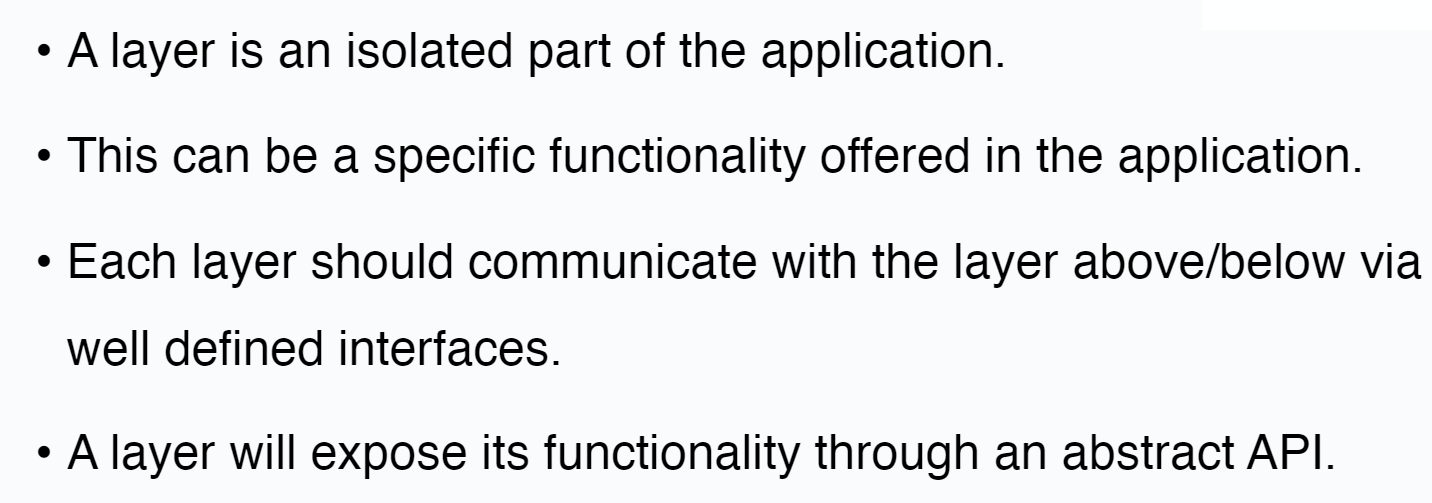 • A layer is an isolated part of the application.
• This can be a specific functionality offered in the application.
• Each layer should communicate with the layer above/below via
well defined interfaces.
• A layer will expose its functionality through an abstract API.